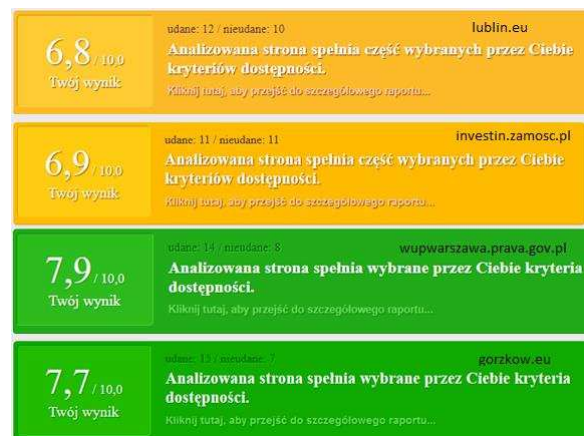 udane: 12 / nieudane: 10
lublin.eu
6,8 / 10,0
Twój wynik
Analizowana strona spełnia część wybranych przez Ciebie
kryteriów dostępności.
Kliknij tutaj, aby przejść do szczegółowego raportu...
udane: 11 / nieudane: 11
investin.zamosc.pl
6,9 / 10,0
Twój wynik
Analizowana strona spełnia część wybranych przez Ciebie
kryteriów dostępności.
Kliknij tutaj, aby przejść do szczegółowego raportu...
udane: 14 / nieudane: 8
wupwarszawa.prava.gov.pl
7,9 / 10,0
Twój wynik
Analizowana strona spełnia wybrane przez Ciebie kryteria
dostępności.
Kliknij tutaj, aby przejść do szczegółowego raportu...
udane: 15 / nieudane: 7
gorzkow.eu
7,7 / 10,0
Twój wynik
Analizowana strona spełnia wybrane przez Ciebie kryteria
dostępności.
Kliknij tutaj, aby przejść do szczegółowego raportu...